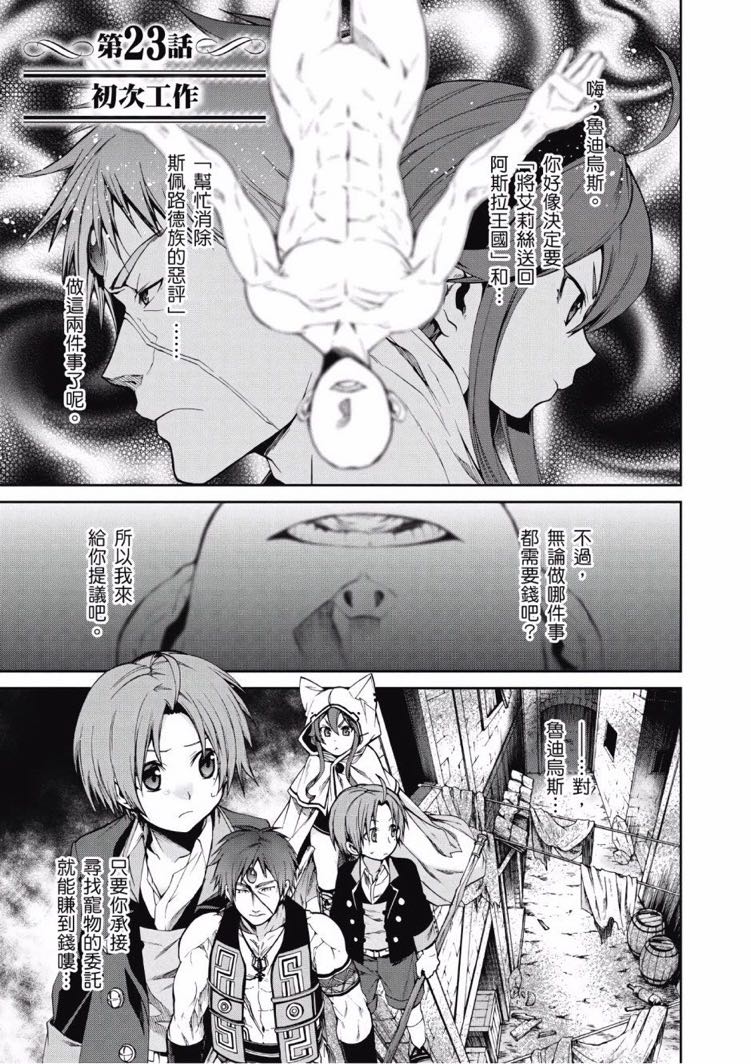 第23話
初次工作
嗨，魯迪烏斯。
你好像決定要
「將艾莉絲送回
阿斯拉王國」和…
「幫忙消除
斯佩路德族的惡評」……
做這兩件事了呢。
不過，
無論做哪件事
都需要錢吧？
所以我來
給你提議吧。
——…對，
魯迪烏斯…
只要你承接
尋找寵物的委託
就能賺到錢嘍…